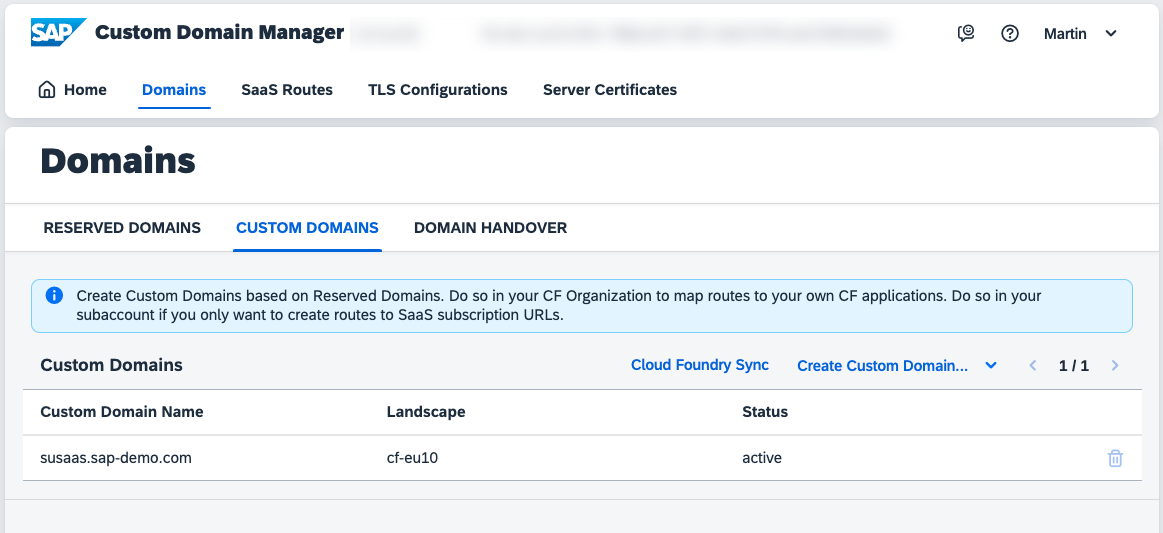 SAP Custom Domain Manager
Martin
Home Domains SaaS Routes TLS Configurations Server Certificates
Domains
RESERVED DOMAINS CUSTOM DOMAINS DOMAIN HANDOVER
Create Custom Domains based on Reserved Domains. Do so in your CF Organization to map routes to your own CF applications. Do so in your
subaccount if you only want to create routes to SaaS subscription URLs.
Custom Domains Cloud Foundry Sync Create Custom Domain... 1 / 1
Custom Domain Name Landscape Status
susaas.sap-demo.com cf-eu10 active